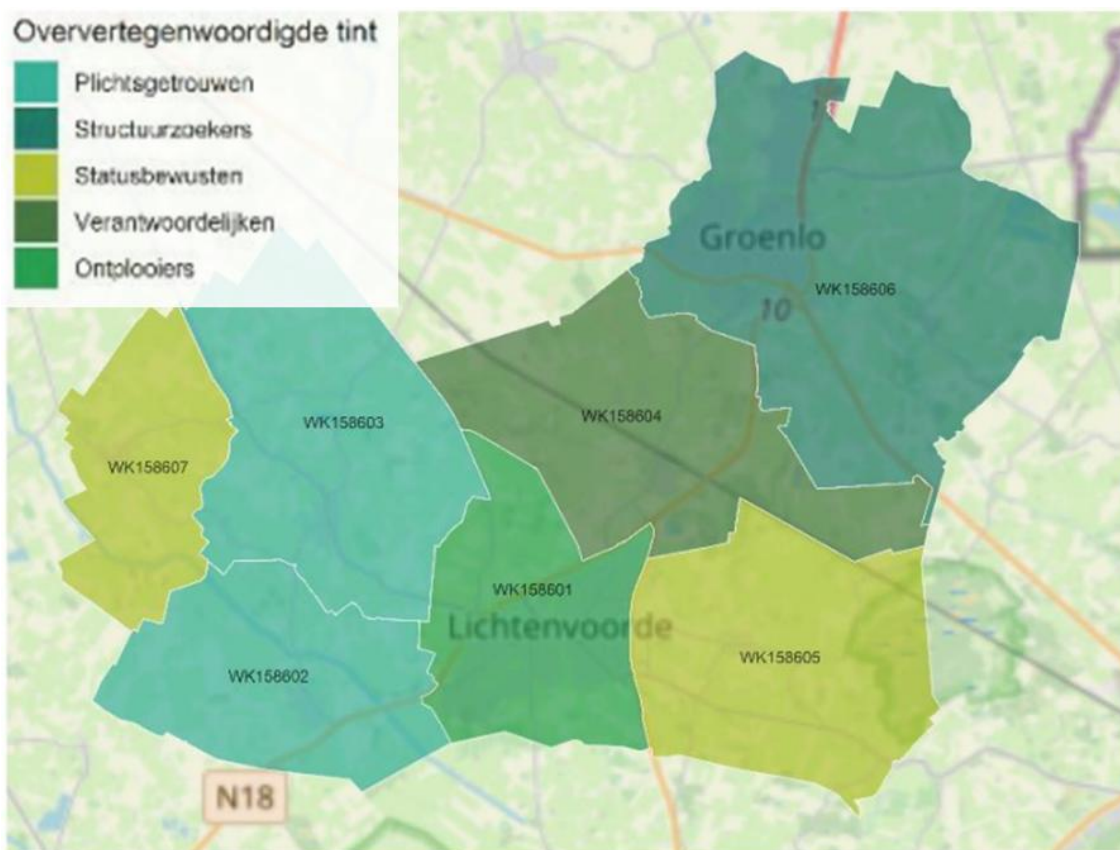 Oververtegenwoordigde tint
Plichtsgetrouwen
Structuurzoekers
Statusbewusten
Verantwoordelijken
Ontplooiers
Groenlo
WK158606
10
WK158603
WK158604
WK158607
WK158601
Lichtenvoorde
WK158605
WK158602
N18